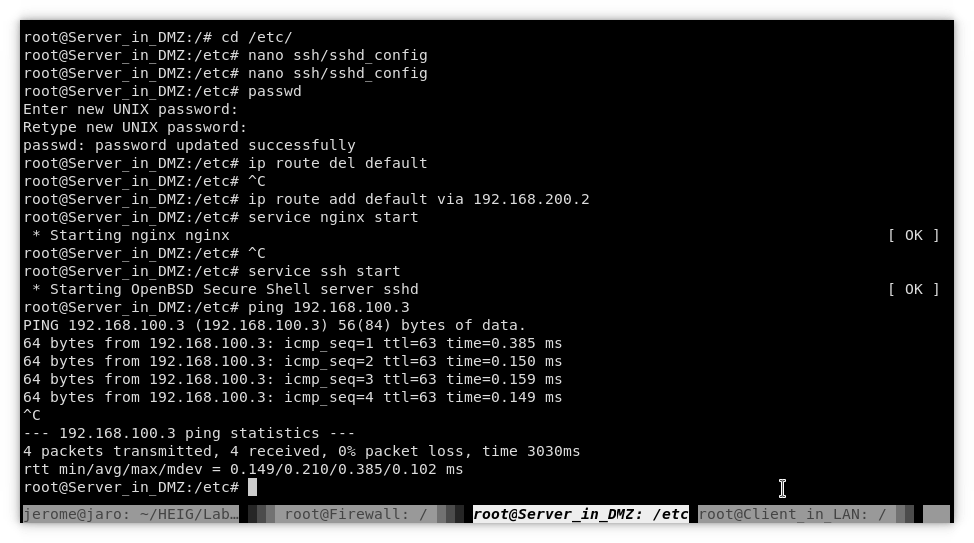 root@Server_in_DMZ:/# cd /etc/
root@Server_in_DMZ:/etc# nano ssh/sshd_config
root@Server_in_DMZ:/etc# nano ssh/sshd_config
root@Server_in_DMZ:/etc# passwd
Enter new UNIX password:
Retype new UNIX password:
passwd: password updated successfully
root@Server_in_DMZ:/etc# ip route del default
root@Server_in_DMZ:/etc# ^C
root@Server_in_DMZ:/etc# ip route add default via 192.168.200.2
root@Server_in_DMZ:/etc# service nginx start
 * Starting nginx nginx [ OK ]
root@Server_in_DMZ:/etc# ^C
root@Server_in_DMZ:/etc# service ssh start
 * Starting OpenBSD Secure Shell server sshd [ OK ]
root@Server_in_DMZ:/etc# ping 192.168.100.3
PING 192.168.100.3 (192.168.100.3) 56(84) bytes of data.
64 bytes from 192.168.100.3: icmp_seq=1 ttl=63 time=0.385 ms
64 bytes from 192.168.100.3: icmp_seq=2 ttl=63 time=0.150 ms
64 bytes from 192.168.100.3: icmp_seq=3 ttl=63 time=0.159 ms
64 bytes from 192.168.100.3: icmp_seq=4 ttl=63 time=0.149 ms
^C
--- 192.168.100.3 ping statistics ---
4 packets transmitted, 4 received, 0% packet loss, time 3030ms
rtt min/avg/max/mdev = 0.149/0.210/0.385/0.102 ms
root@Server_in_DMZ:/etc#
jerome@jaro: ~/HEIG/Lab… root@Firewall: / root@Server_in_DMZ: /etc root@Client_in_LAN: /